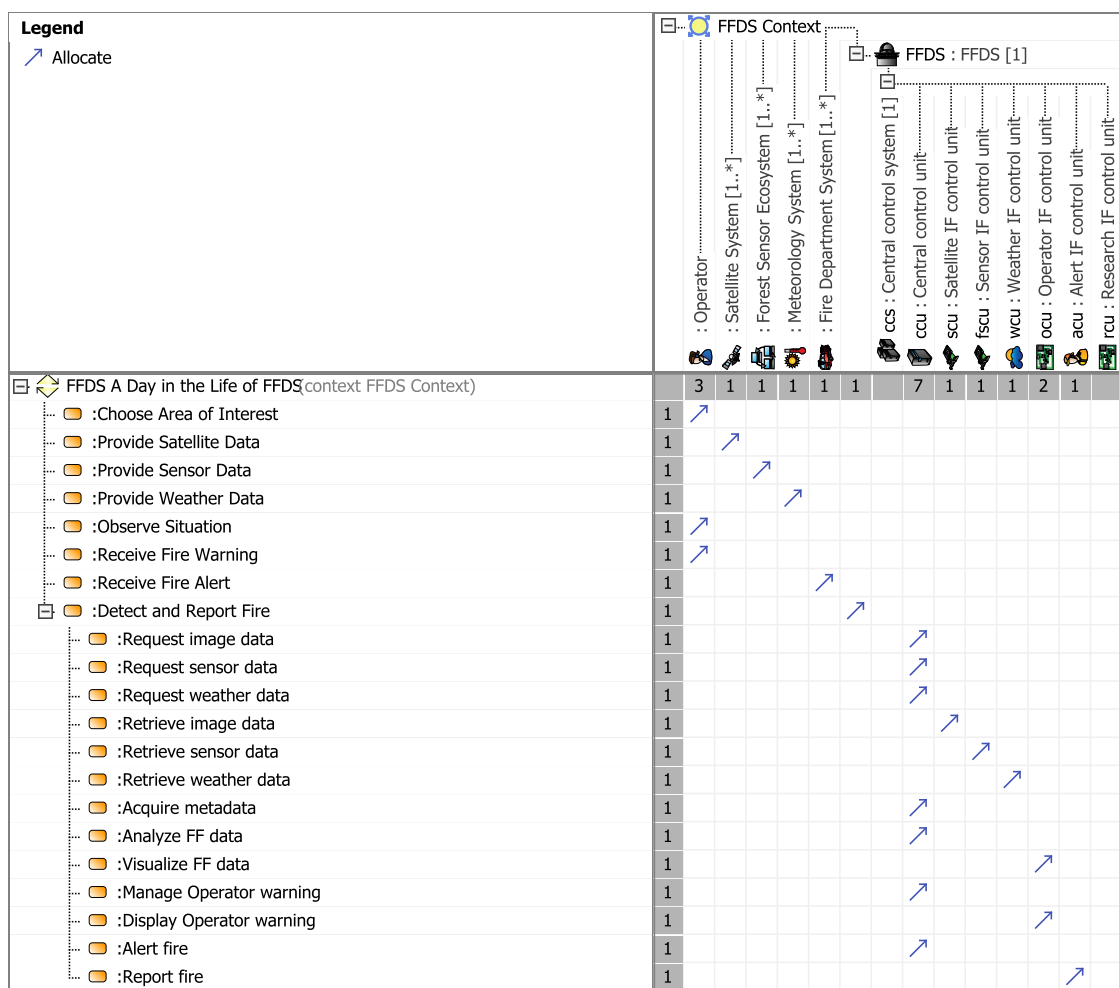 Legend
Allocate
FFDS Context
FFDS : FFDS [1]
: Operator
: Satellite System [1..*]
: Forest Sensor Ecosystem [1..*]
: Meteorology System [1..*]
: Fire Department System [1..*]
ccs : Central control system [1]
ccu : Central control unit
scu : Satellite IF control unit
fscu : Sensor IF control unit
wcu : Weather IF control unit
ocu : Operator IF control unit
acu : Alert IF control unit
rcu : Research IF control unit
FFDS A Day in the Life of FFDS(context FFDS Context) 3 1 1 1 1 1 7 1 1 1 2 1
:Choose Area of Interest 1
:Provide Satellite Data 1
:Provide Sensor Data 1
:Provide Weather Data 1
:Observe Situation 1
:Receive Fire Warning 1
:Receive Fire Alert 1
:Detect and Report Fire 1
:Request image data 1
:Request sensor data 1
:Request weather data 1
:Retrieve image data 1
:Retrieve sensor data 1
:Retrieve weather data 1
:Acquire metadata 1
:Analyze FF data 1
:Visualize FF data 1
:Manage Operator warning 1
:Display Operator warning 1
:Alert fire 1
:Report fire 1